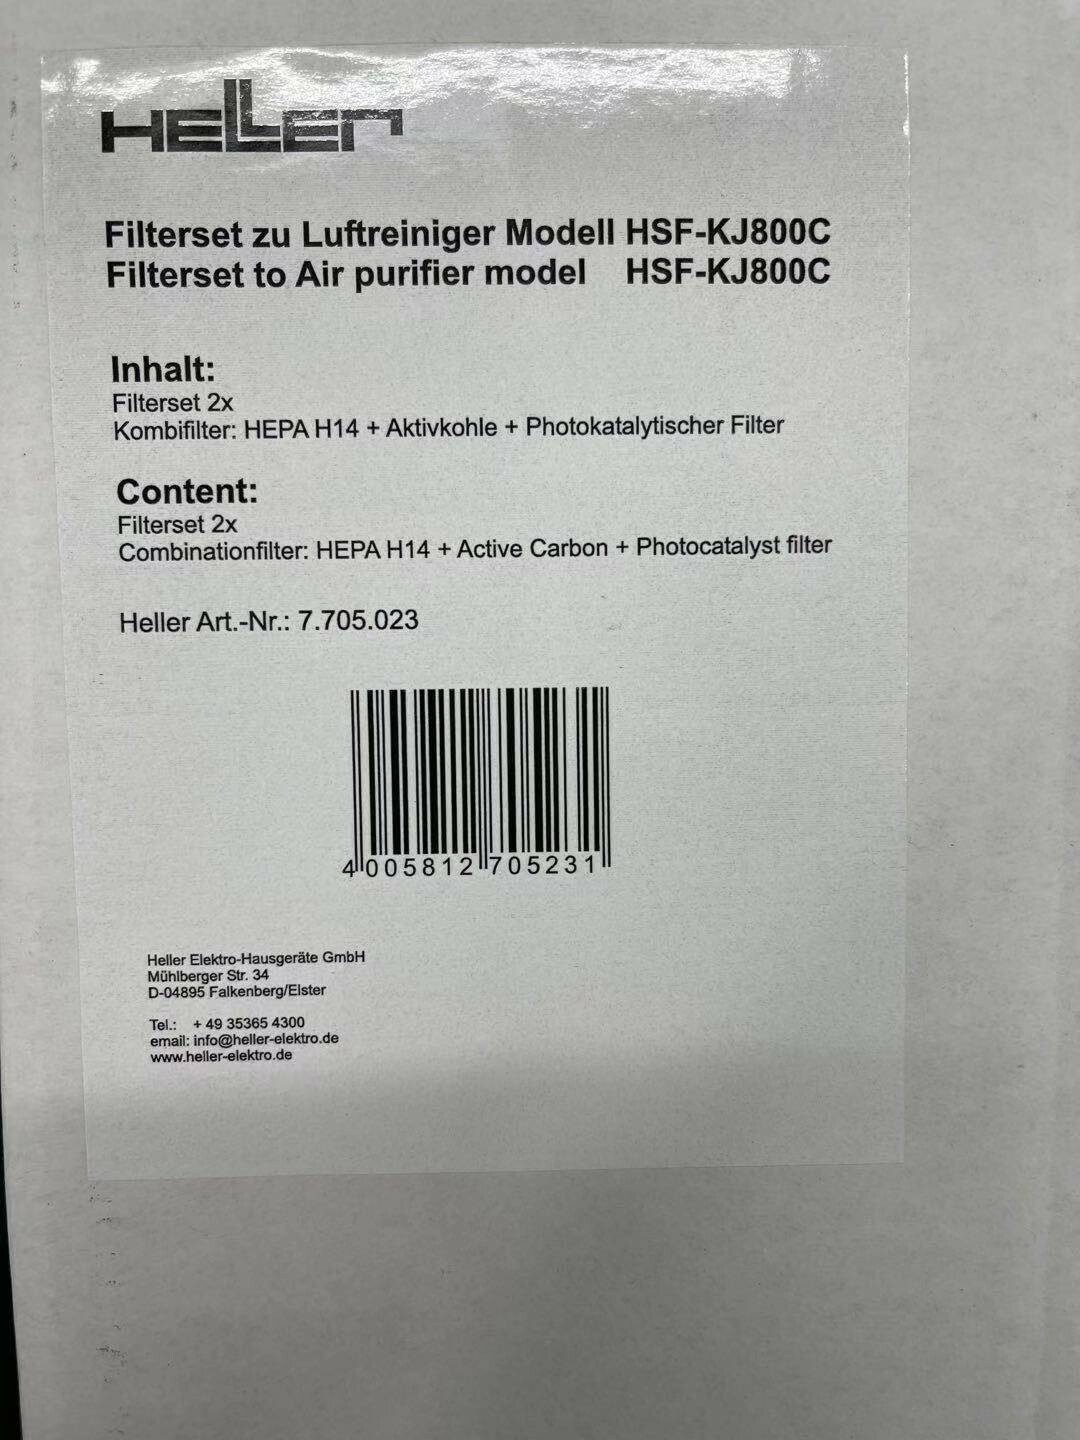 HELLER
Filterset zu Luftreiniger Modell HSF-KJ800C
Filterset to Air purifier model HSF-KJ800C
Inhalt:
Filterset 2x
Kombifilter: HEPA H14 + Aktivkohle + Photokatalytischer Filter
Content:
Filterset 2x
Combinationfilter: HEPA H14 + Active Carbon + Photocatalyst filter
Heller Art.-Nr.: 7.705.023
4 005812 705231
Heller Elektro-Hausgeräte GmbH
Mühlberger Str. 34
D-04895 Falkenberg/Elster
Tel.: + 49 35365 4300
email: info@heller-elektro.de
www.heller-elektro.de